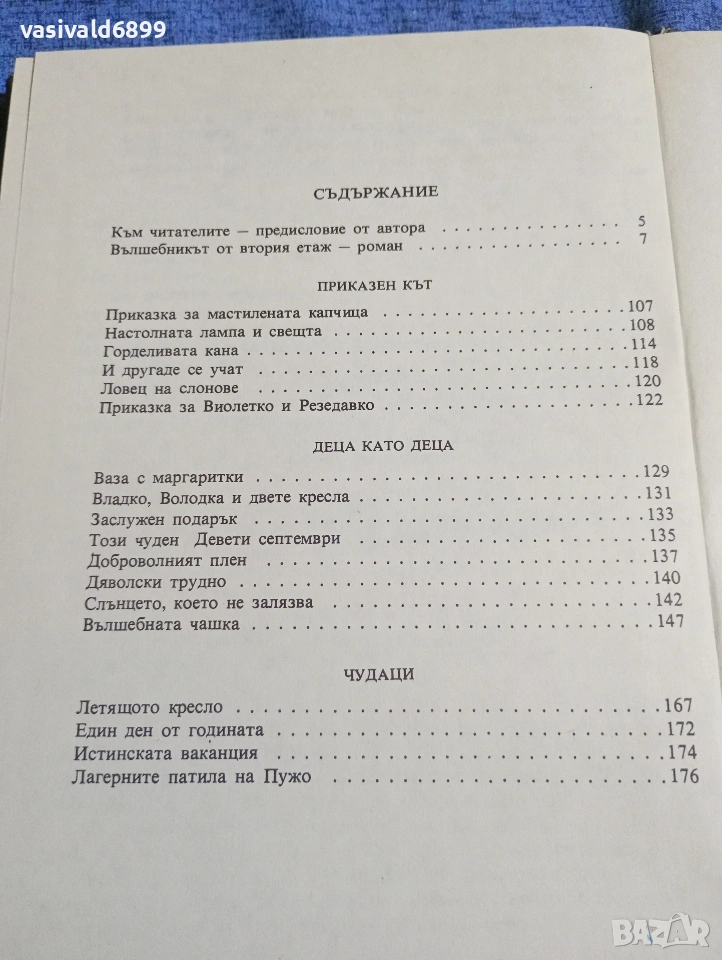 vasivald6899
СЪДЪРЖАНИЕ
Към читателите — предисловие от автора . . . . . . . . . . . . . 5
Вълшебникът от втория етаж — роман . . . . . . . . . . . . . . 7
ПРИКАЗЕН КЪТ
Приказка за мастилената капчица . . . . . . . . . . . . . . . . 107
Настолната лампа и свещта . . . . . . . . . . . . . . . . . . . 108
Горделивата кана . . . . . . . . . . . . . . . . . . . . . . . . 114
И другаде се учат . . . . . . . . . . . . . . . . . . . . . . . 118
Ловец на слонове . . . . . . . . . . . . . . . . . . . . . . . 120
Приказка за Виолетко и Резедавко . . . . . . . . . . . . . . . 122
ДЕЦА КАТО ДЕЦА
Ваза с маргаритки . . . . . . . . . . . . . . . . . . . . . . . 129
Владко, Володка и двете кресла . . . . . . . . . . . . . . . . 131
Заслужен подарък . . . . . . . . . . . . . . . . . . . . . . . 133
Този чуден Девети септември . . . . . . . . . . . . . . . . . 135
Доброволният плен . . . . . . . . . . . . . . . . . . . . . . 137
Дяволски трудно . . . . . . . . . . . . . . . . . . . . . . . 140
Слънцето, което не залязва . . . . . . . . . . . . . . . . . . 142
Вълшебната чашка . . . . . . . . . . . . . . . . . . . . . . . 147
ЧУДАЦИ
Летящото кресло . . . . . . . . . . . . . . . . . . . . . . . 167
Един ден от годината . . . . . . . . . . . . . . . . . . . . . 172
Истинската ваканция . . . . . . . . . . . . . . . . . . . . . 174
Лагерните патила на Пужо . . . . . . . . . . . . . . . . . . 176
BAZAR